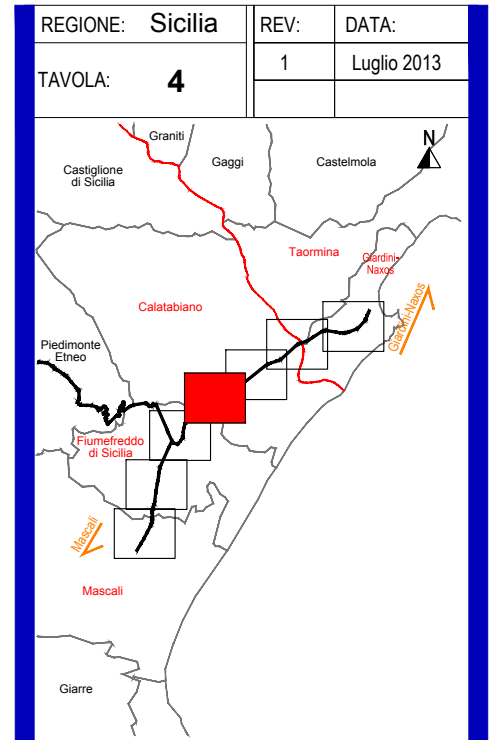 REGIONE: Sicilia
REV:
DATA:
1
Luglio 2013
TAVOLA: 4
N
Graniti
Gaggi
Castelmola
Castiglione
di Sicilia
Taormina
Giardini-
Naxos
Giardini-Naxos
Calatabiano
Piedimonte
Etneo
Fiumefreddo
di Sicilia
Mascali
Mascali
Giarre